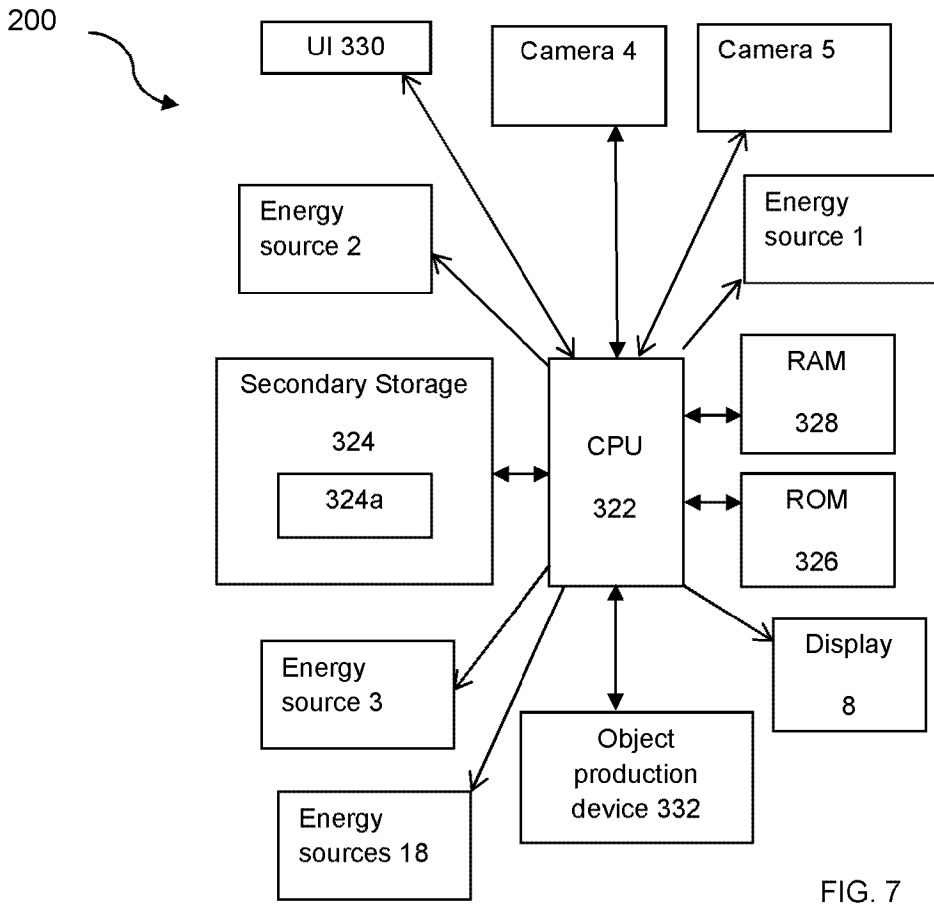 200
UI 330
Camera 4
Camera 5
Energy
source 2
Energy
source 1
Secondary Storage
324
324a
CPU
322
RAM
328
ROM
326
Energy
source 3
Display
8
Object
production
device 332
Energy
sources 18
FIG. 7